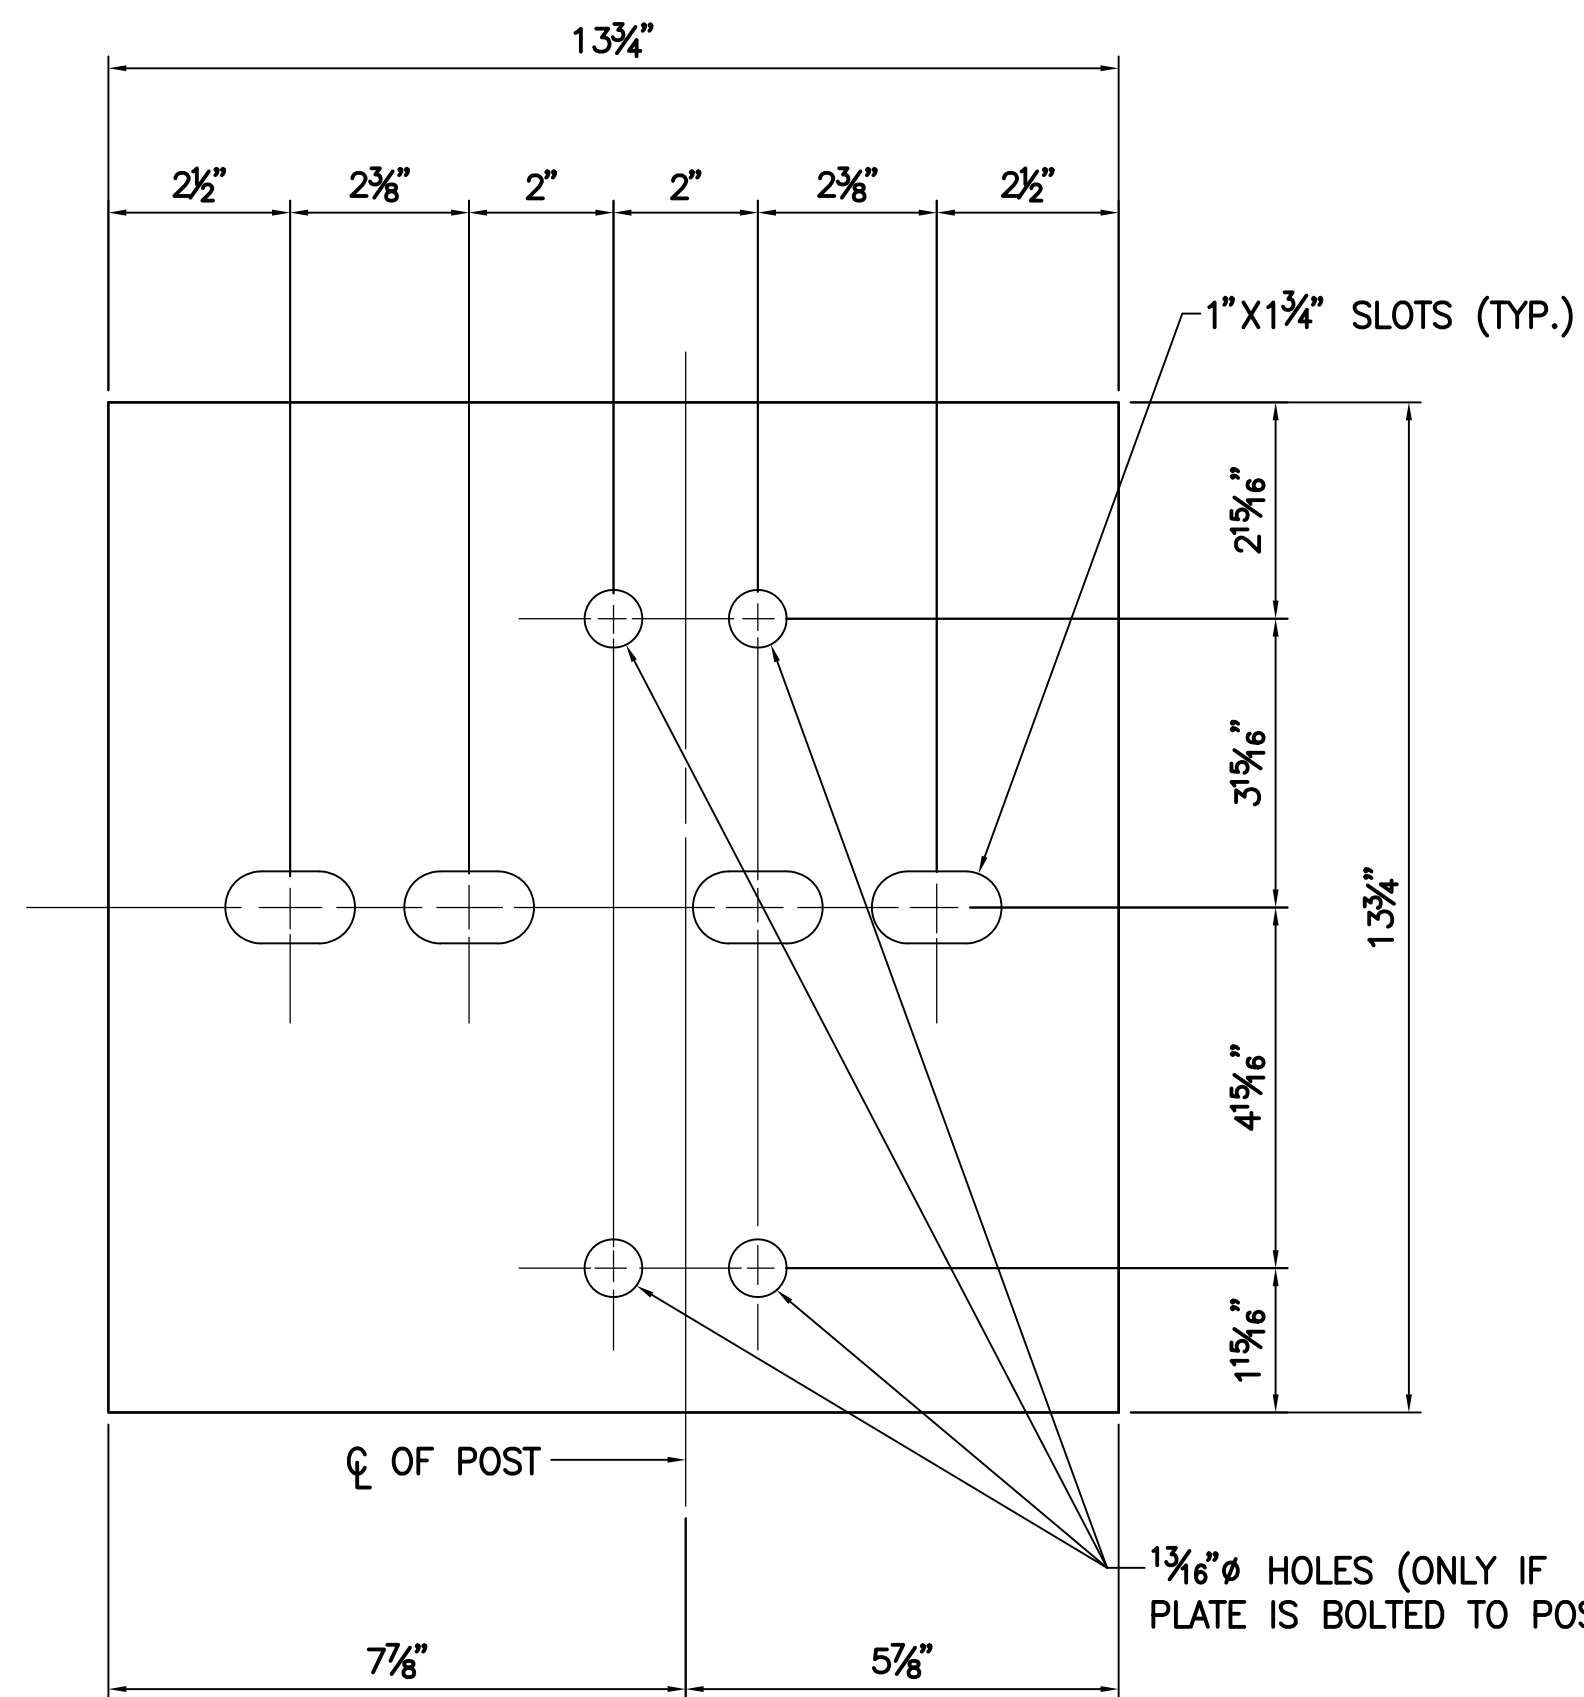 13¾”
2½” 2⅜” 2” 2” 2⅜” 2½”
1”X1¾” SLOTS (TYP.)
2 15/16”
3 15/16”
13¾”
4 15/16”
1 15/16”
℄ OF POST
13/16”ø HOLES (ONLY IF
PLATE IS BOLTED TO POS
7⅞” 5⅞”